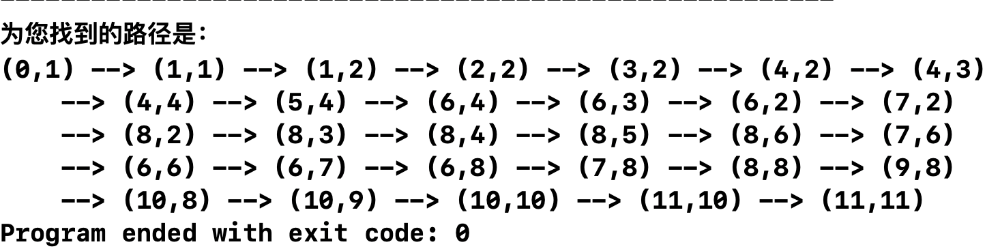 为您找到的路径是：
(0,1) --> (1,1) --> (1,2) --> (2,2) --> (3,2) --> (4,2) --> (4,3)
--> (4,4) --> (5,4) --> (6,4) --> (6,3) --> (6,2) --> (7,2)
--> (8,2) --> (8,3) --> (8,4) --> (8,5) --> (8,6) --> (7,6)
--> (6,6) --> (6,7) --> (6,8) --> (7,8) --> (8,8) --> (9,8)
--> (10,8) --> (10,9) --> (10,10) --> (11,10) --> (11,11)
Program ended with exit code: 0